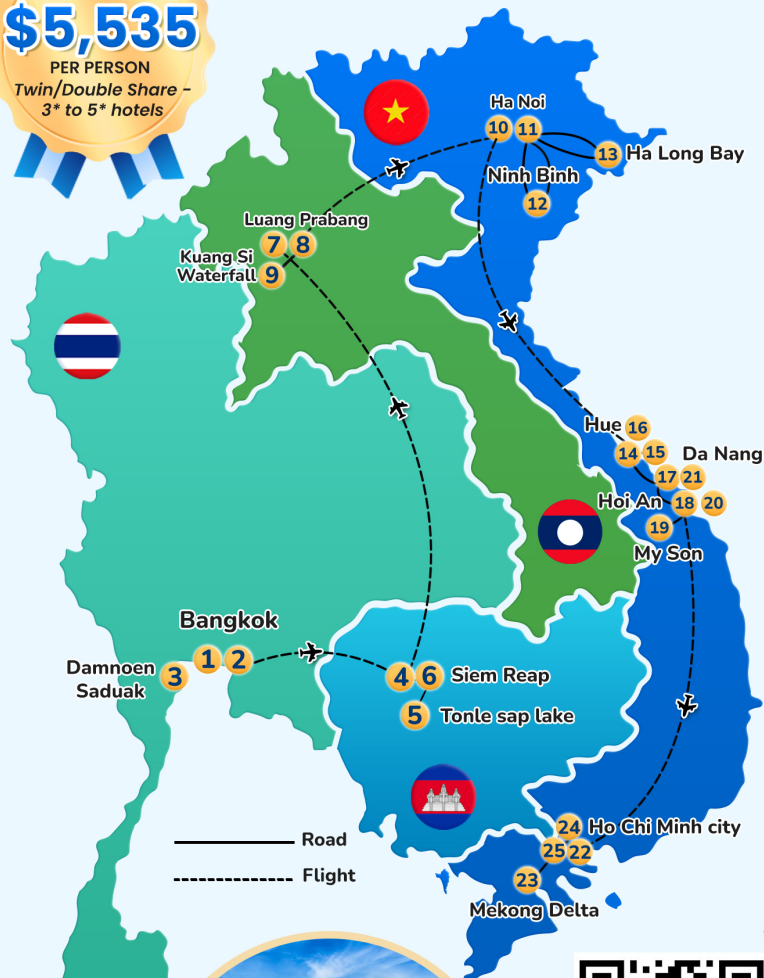 $5,535
PER PERSON
Twin/Double Share -
3* to 5* hotels
Ha Noi
10 11
13 Ha Long Bay
Ninh Binh
12
Luang Prabang
7 8
Kuang Si
Waterfall 9
Hue 16
14 15
Da Nang
17 21
Hoi An 18 20
19
My Son
Bangkok
1 2
Damnoen
Saduak
3
4 6 Siem Reap
5 Tonle sap lake
24 Ho Chi Minh city
25 22
23
Mekong Delta
Road
Flight